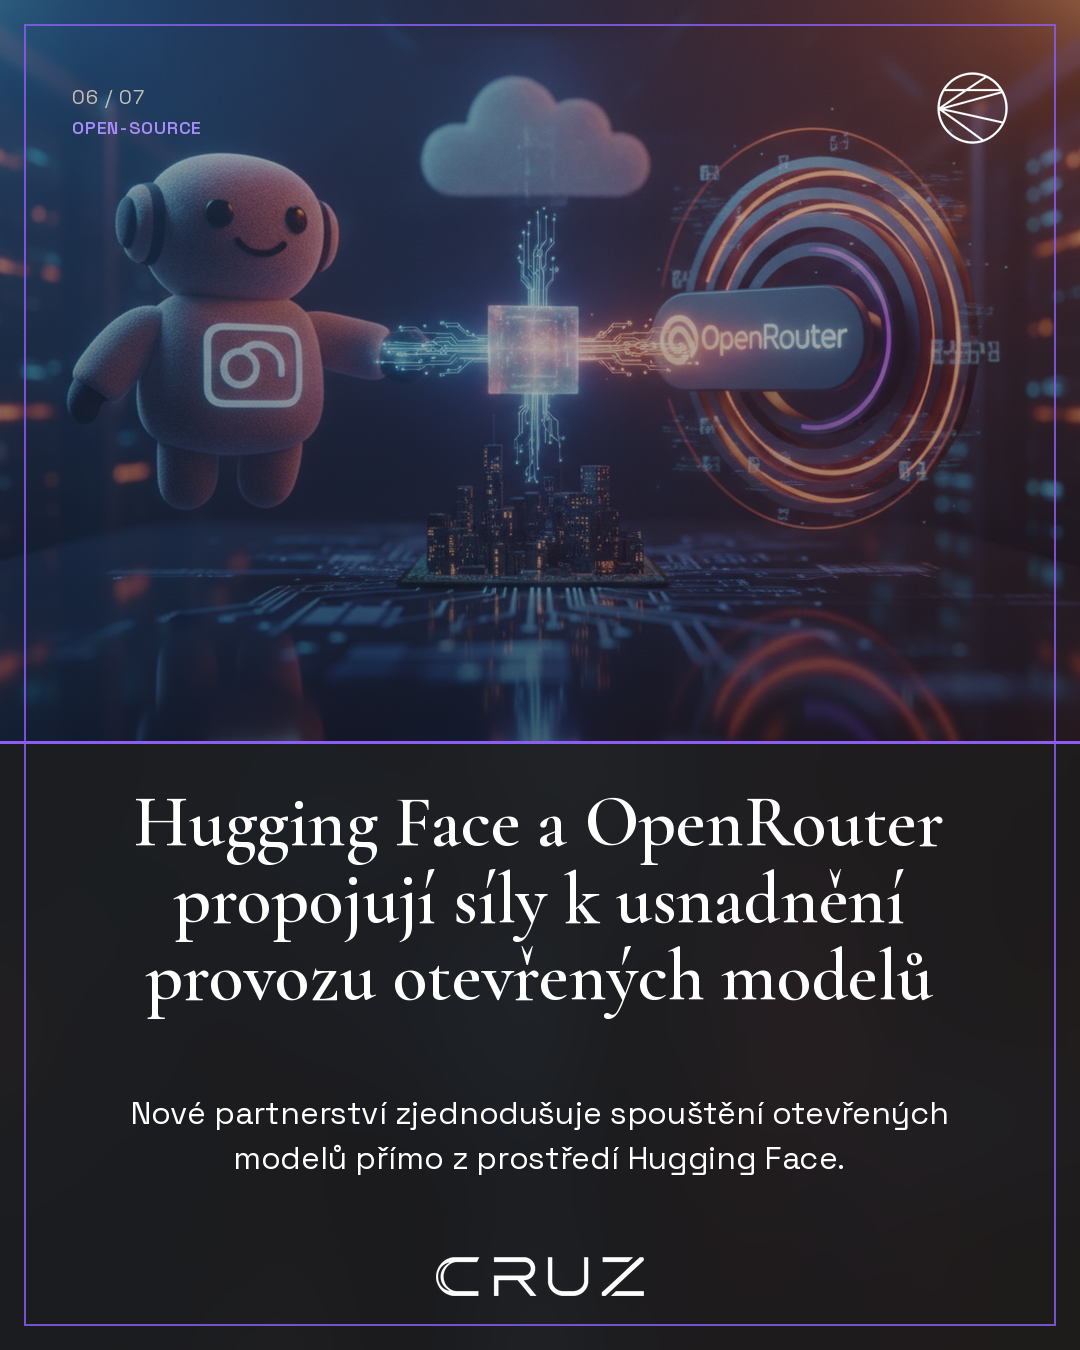 06 / 07
OPEN-SOURCE
OpenRouter
Hugging Face a OpenRouter
propojují síly k usnadnění
provozu otevřených modelů
Nové partnerství zjednodušuje spouštění otevřených
modelů přímo z prostředí Hugging Face.
CRUZ